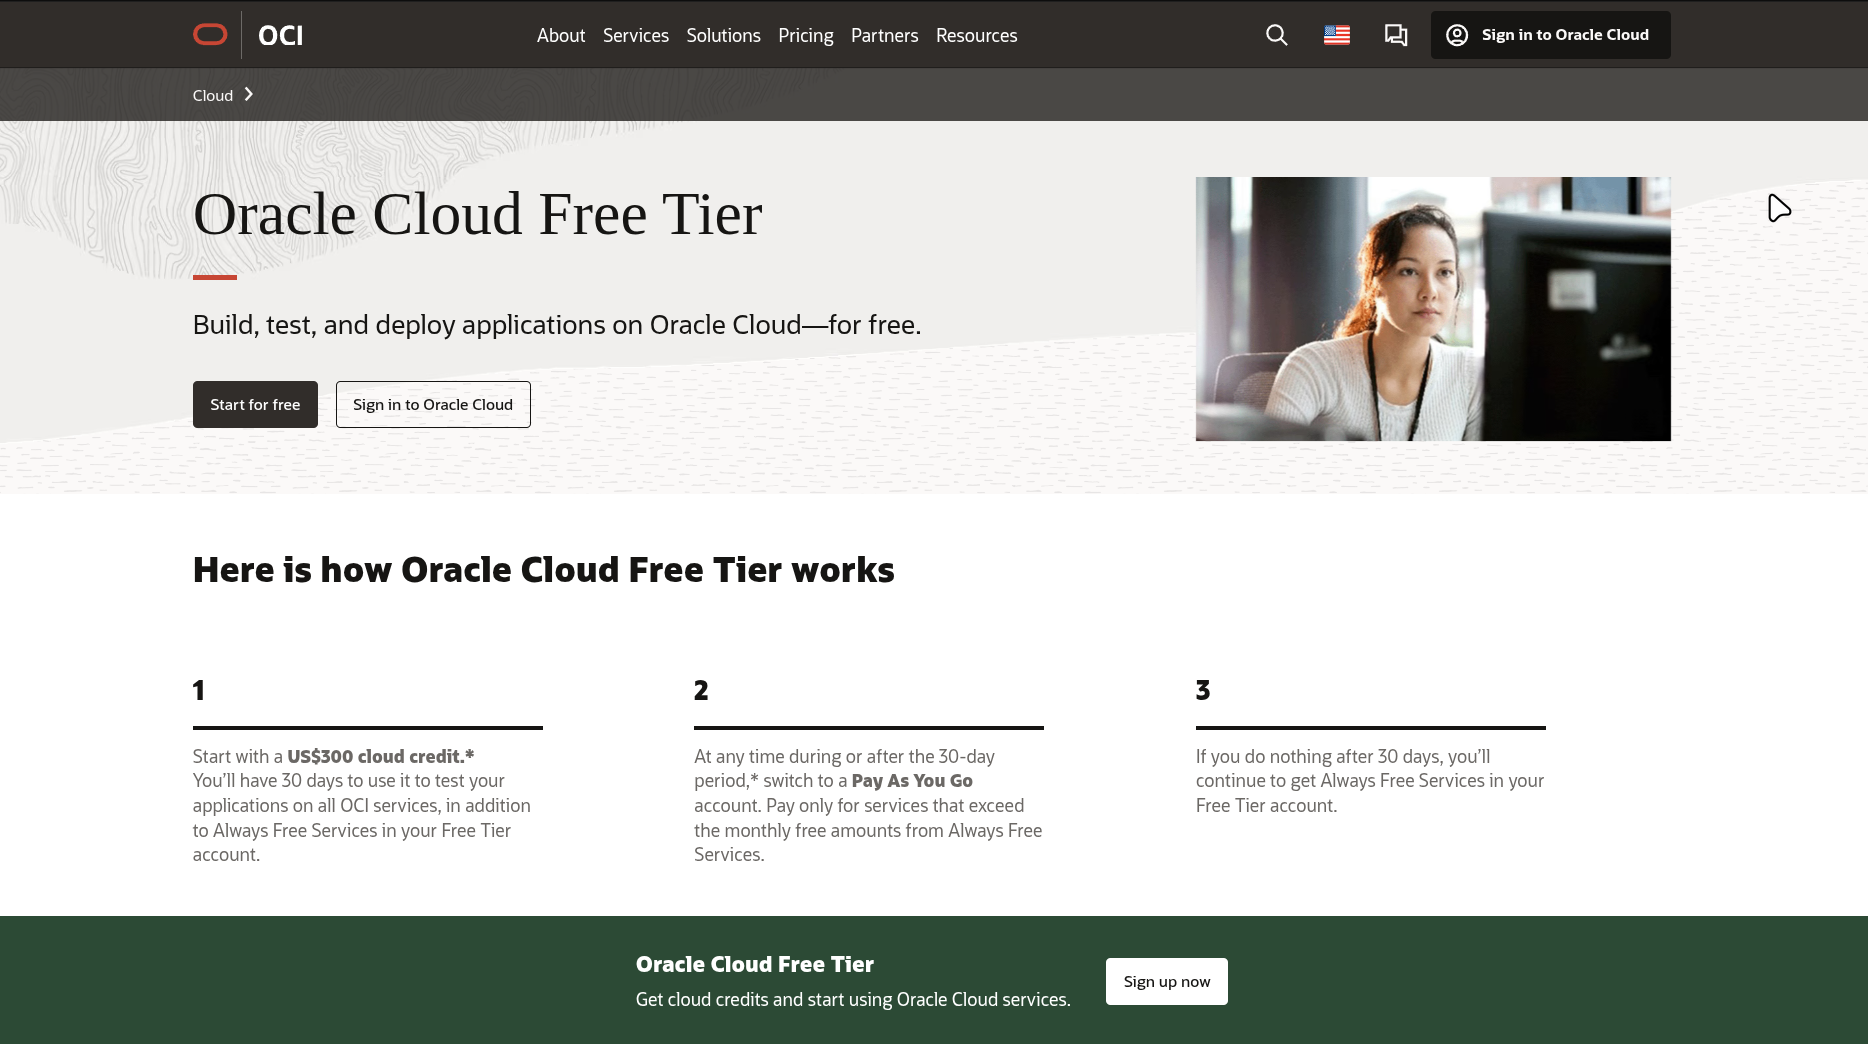 OCI
About Services Solutions Pricing Partners Resources
Sign in to Oracle Cloud
Cloud
Oracle Cloud Free Tier
Build, test, and deploy applications on Oracle Cloud—for free.
Start for free
Sign in to Oracle Cloud
Here is how Oracle Cloud Free Tier works
1
Start with a US$300 cloud credit.*
You’ll have 30 days to use it to test your
applications on all OCI services, in addition
to Always Free Services in your Free Tier
account.
2
At any time during or after the 30-day
period,* switch to a Pay As You Go
account. Pay only for services that exceed
the monthly free amounts from Always Free
Services.
3
If you do nothing after 30 days, you’ll
continue to get Always Free Services in your
Free Tier account.
Oracle Cloud Free Tier
Get cloud credits and start using Oracle Cloud services.
Sign up now